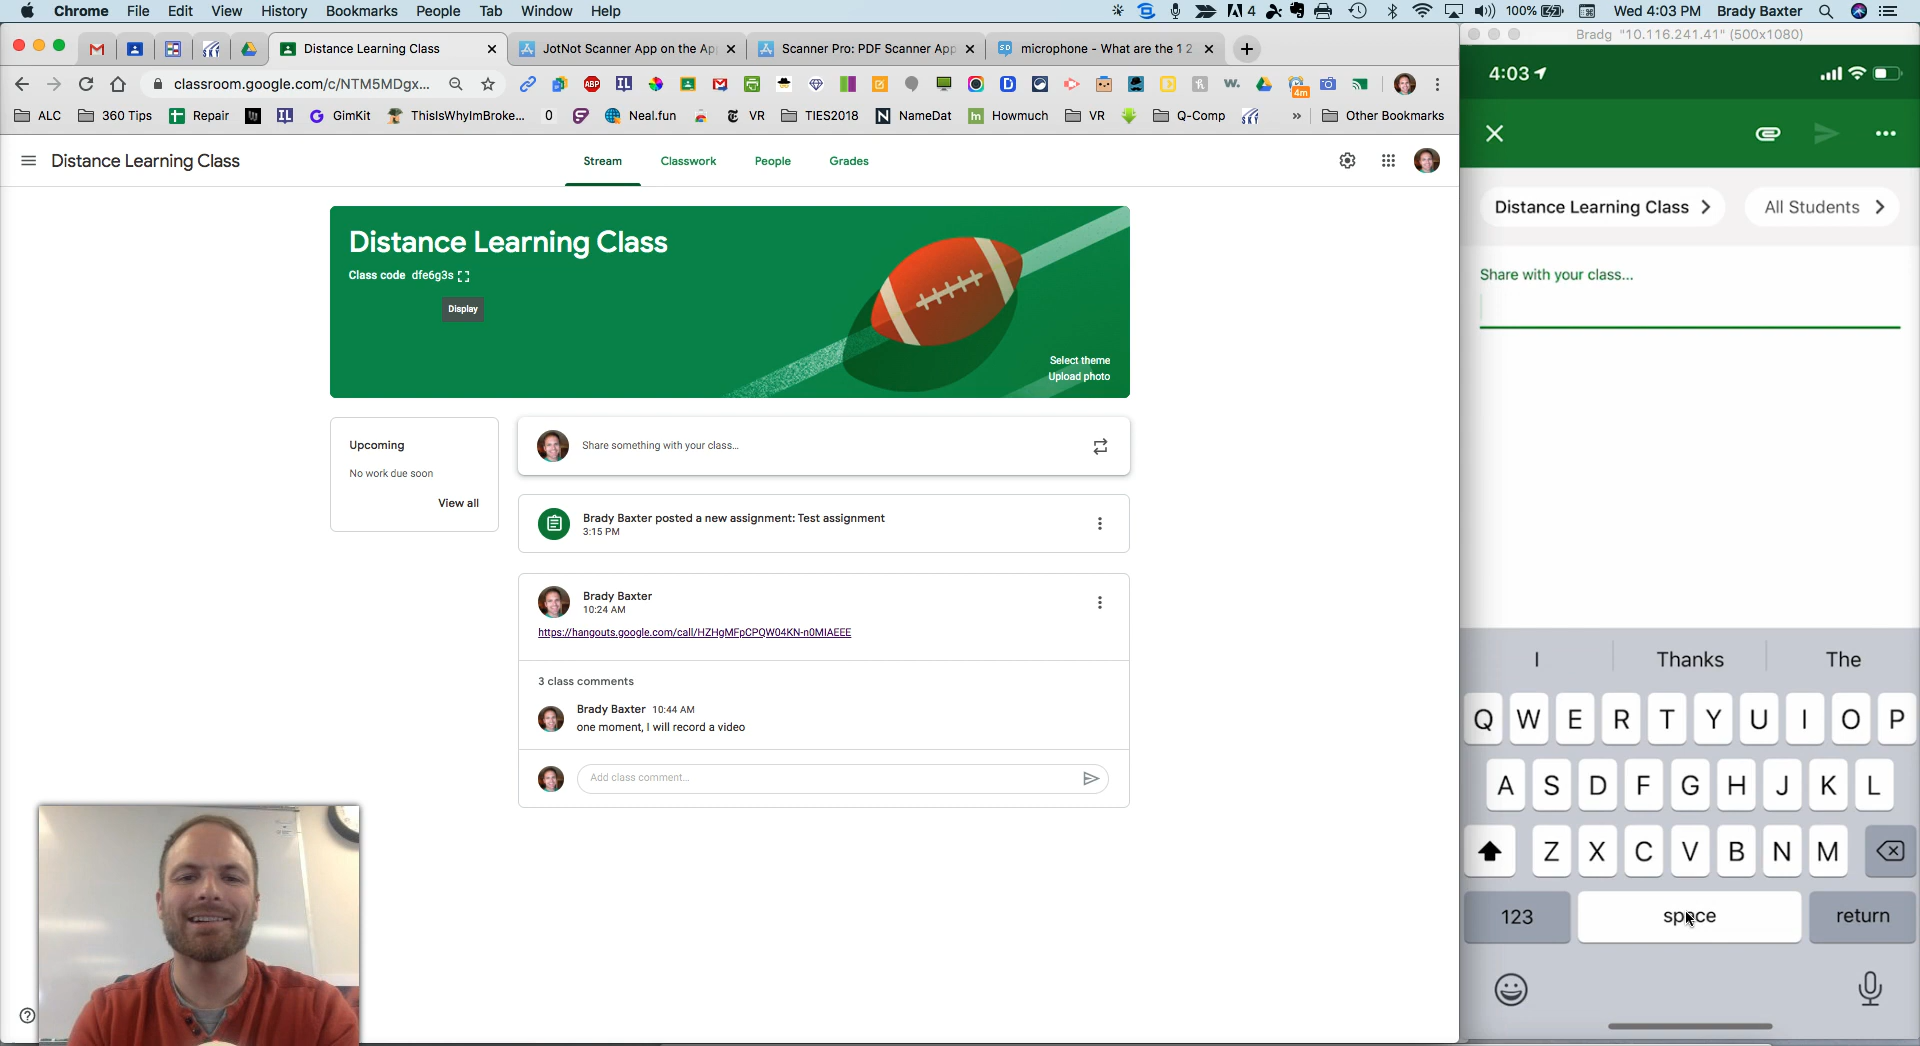 Chrome File Edit View History Bookmarks People Tab Window Help
4 100% Wed 4:03 PM Brady Baxter
Distance Learning Class
JotNot Scanner App on the Ap
Scanner Pro: PDF Scanner App
microphone - What are the 1 2
Bradg "10.116.241.41" (500x1080)
classroom.google.com/c/NTM5MDgx...
ABP IL D w. D h 4m
ALC 360 Tips Repair IL GimKit ThisIsWhyImBroke... 0 Neal.fun VR TIES2018 NameDat Howmuch VR Q-Comp » Other Bookmarks
Distance Learning Class
Stream Classwork People Grades
Distance Learning Class
Class code dfe6g3s
Display
Select theme
Upload photo
Upcoming
No work due soon
View all
Share something with your class...
Brady Baxter posted a new assignment: Test assignment
3:15 PM
Brady Baxter
10:24 AM
https://hangouts.google.com/call/HZHgMFpCPQW04KN-n0MIAEEE
3 class comments
Brady Baxter 10:44 AM
one moment, I will record a video
Add class comment...
4:03
Distance Learning Class
All Students
Share with your class...
I Thanks The
Q W E R T Y U I O P
A S D F G H J K L
Z X C V B N M
123 space return